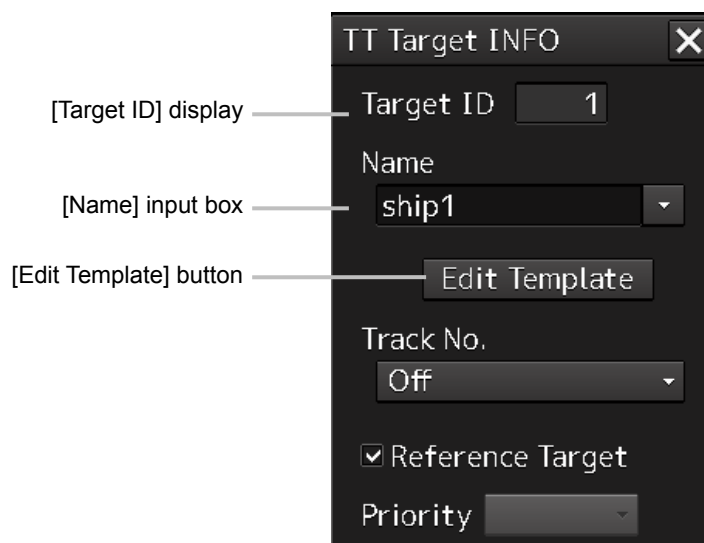 TT Target INFO
[Target ID] display
Target ID 1
Name
[Name] input box
ship1
[Edit Template] button
Edit Template
Track No.
Off
Reference Target
Priority